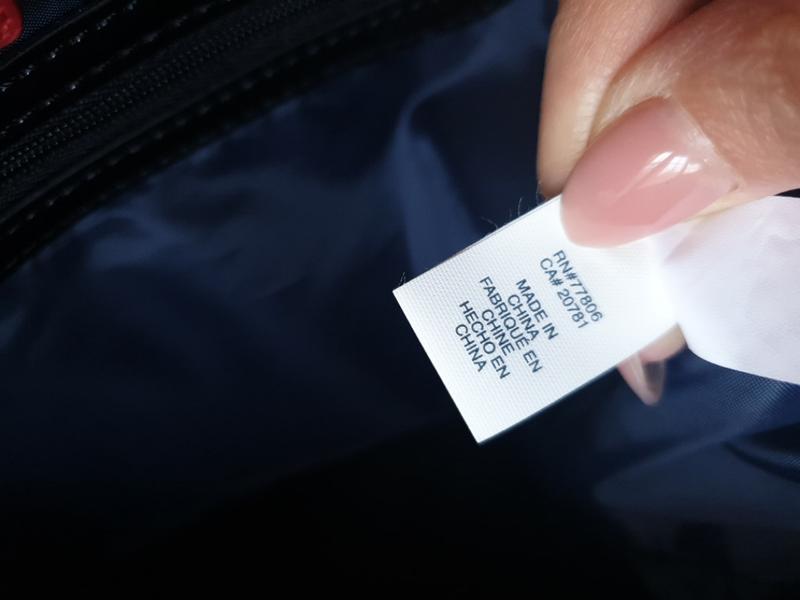 RN#77806
CA# 20781
MADE IN
CHINA
FABRIQUÉ EN
CHINE
HECHO EN
CHINA